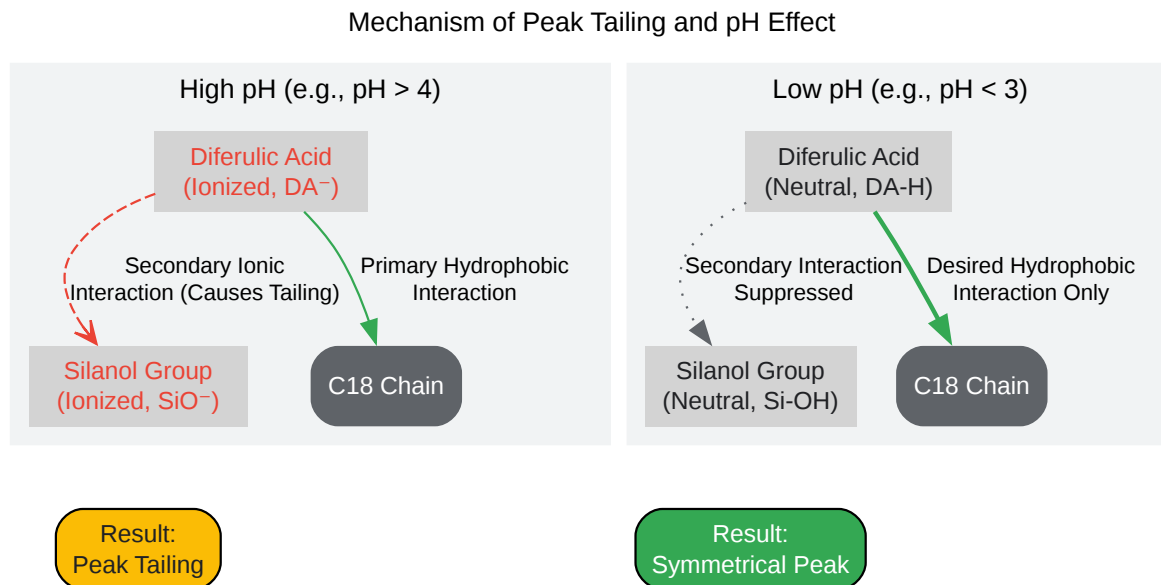 Mechanism of Peak Tailing and pH Effect
High pH (e.g., pH > 4)
Diferulic Acid
(Ionized, DA⁻)
Secondary Ionic
Interaction (Causes Tailing)
Primary Hydrophobic
Interaction
Silanol Group
(Ionized, SiO⁻)
C18 Chain
Low pH (e.g., pH < 3)
Diferulic Acid
(Neutral, DA-H)
Secondary Interaction
Suppressed
Desired Hydrophobic
Interaction Only
Silanol Group
(Neutral, Si-OH)
C18 Chain
Result:
Peak Tailing
Result:
Symmetrical Peak